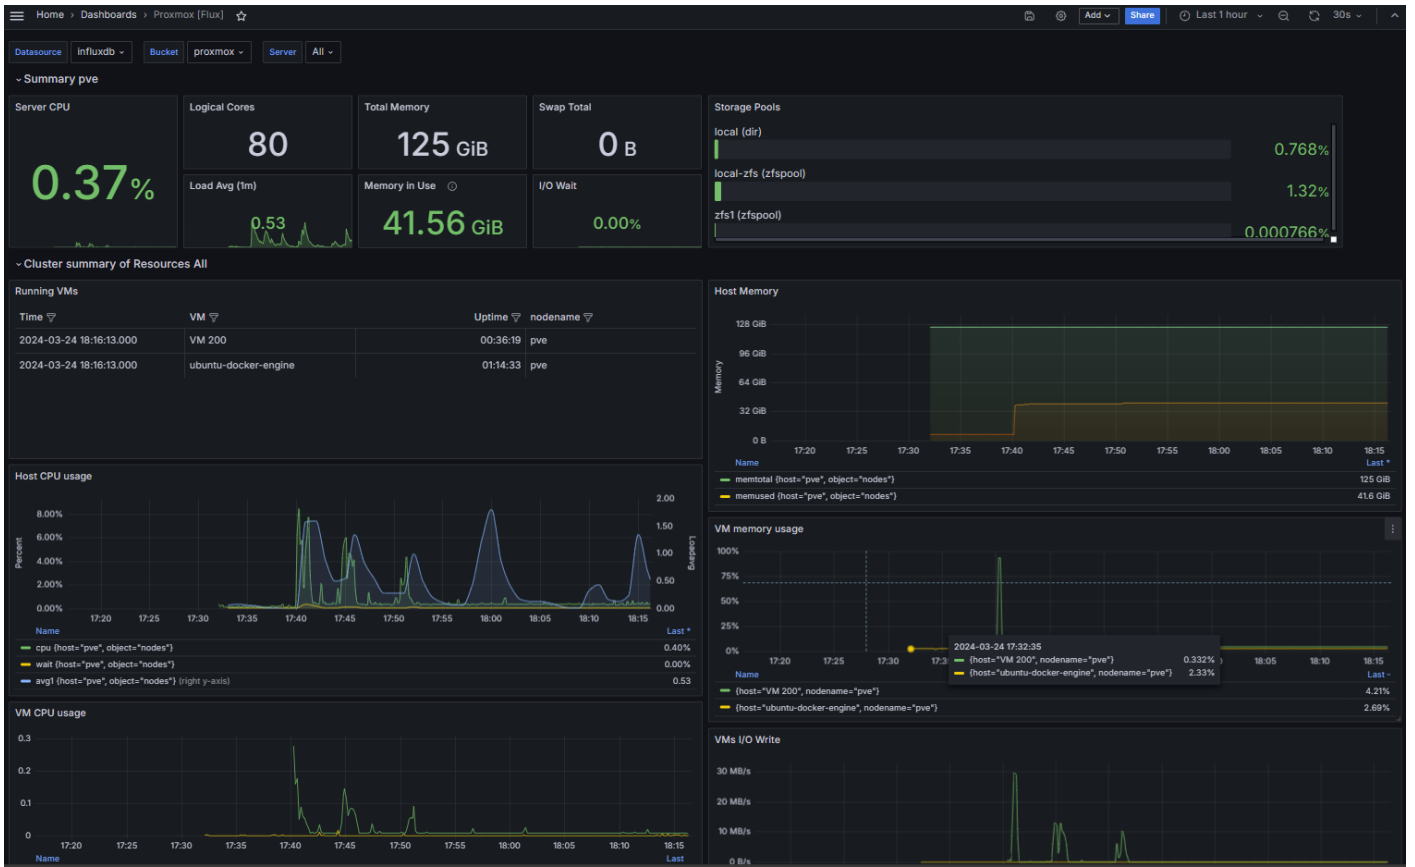 Home › Dashboards › Proxmox [Flux]
Add
Share
Last 1 hour
30s
Datasource influxdb Bucket proxmox Server All
Summary pve
Server CPU
0.37%
Logical Cores
80
Total Memory
125 GiB
Swap Total
0 B
Load Avg (1m)
0.53
Memory in Use
41.56 GiB
I/O Wait
0.00%
Storage Pools
local (dir)
0.768%
local-zfs (zfspool)
1.32%
zfs1 (zfspool)
0.000766%
Cluster summary of Resources All
Running VMs
Time VM Uptime nodename
2024-03-24 18:16:13.000 VM 200 00:36:19 pve
2024-03-24 18:16:13.000 ubuntu-docker-engine 01:14:33 pve
Host Memory
Memory
128 GiB
96 GiB
64 GiB
32 GiB
0 B
17:20 17:25 17:30 17:35 17:40 17:45 17:50 17:55 18:00 18:05 18:10 18:15
Name Last *
memtotal {host="pve", object="nodes"} 125 GiB
memused {host="pve", object="nodes"} 41.6 GiB
Host CPU usage
Percent
8.00%
6.00%
4.00%
2.00%
0.00%
2.00
1.50
1.00
0.50
0.00
Loadavg
17:20 17:25 17:30 17:35 17:40 17:45 17:50 17:55 18:00 18:05 18:10 18:15
Name Last *
cpu {host="pve", object="nodes"} 0.40%
wait {host="pve", object="nodes"} 0.00%
avg1 {host="pve", object="nodes"} (right y-axis) 0.53
VM memory usage
100%
75%
50%
25%
0%
17:20 17:25 17:30 18:05 18:10 18:15
2024-03-24 17:32:35
{host="VM 200", nodename="pve"} 0.332%
{host="ubuntu-docker-engine", nodename="pve"} 2.33%
Name Last
{host="VM 200", nodename="pve"} 4.21%
{host="ubuntu-docker-engine", nodename="pve"} 2.69%
VM CPU usage
0.3
0.2
0.1
0
17:20 17:25 17:30 17:35 17:40 17:45 17:50 17:55 18:00 18:05 18:10 18:15
Name Last
VMs I/O Write
30 MB/s
20 MB/s
10 MB/s
0 B/s